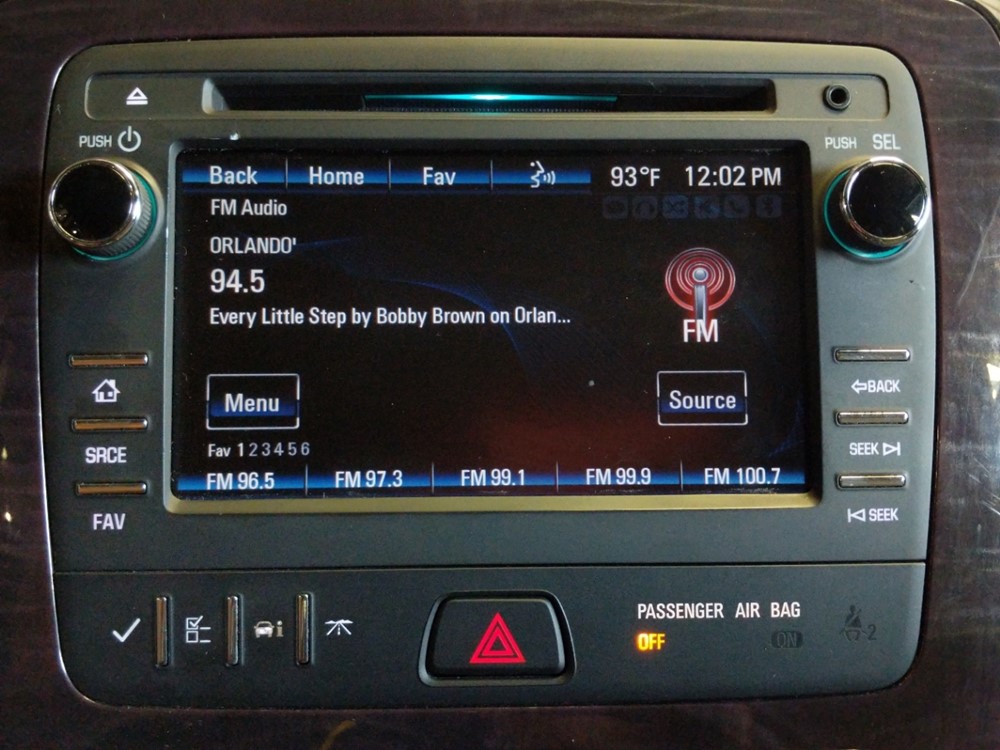 PUSH
PUSH SEL
Back Home Fav 93°F 12:02 PM
FM Audio
ORLANDO'
94.5
Every Little Step by Bobby Brown on Orlan...
FM
Menu
Source
Fav 1 2 3 4 5 6
FM 96.5 FM 97.3 FM 99.1 FM 99.9 FM 100.7
SRCE
FAV
BACK
SEEK
SEEK
PASSENGER AIR BAG
OFF ON
2